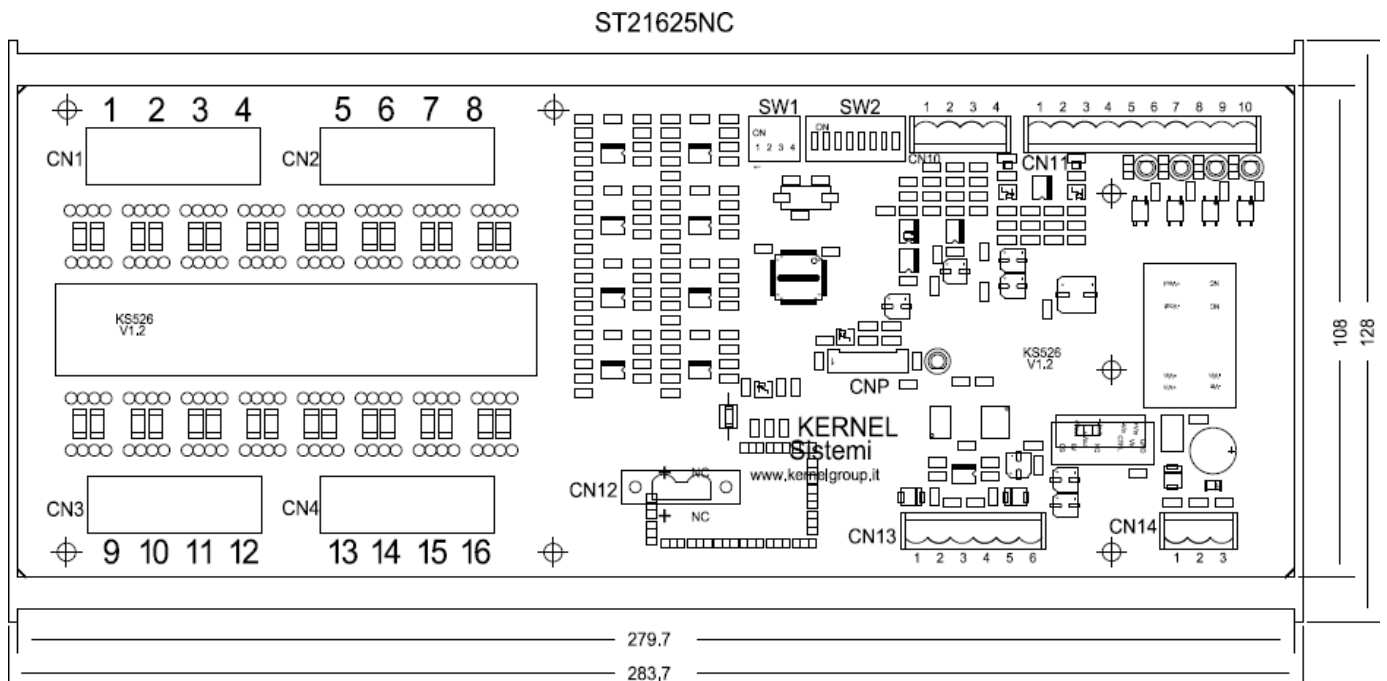 ST21625NC
1 2 3 4
5 6 7 8
SW1
SW2
1 2 3 4
1 2 3 4 5 6 7 8 9 10
ON
1 2 3 4
ON
CN1
CN2
CN10
CN11
KS526
V1.2
KS526
V1.2
CNP
KERNEL
Sistemi
www.kernelgroup.it
CN12
NC
NC
CN3
CN4
CN13
CN14
9 10 11 12
13 14 15 16
1 2 3 4 5 6
1 2 3
108
128
279.7
283,7